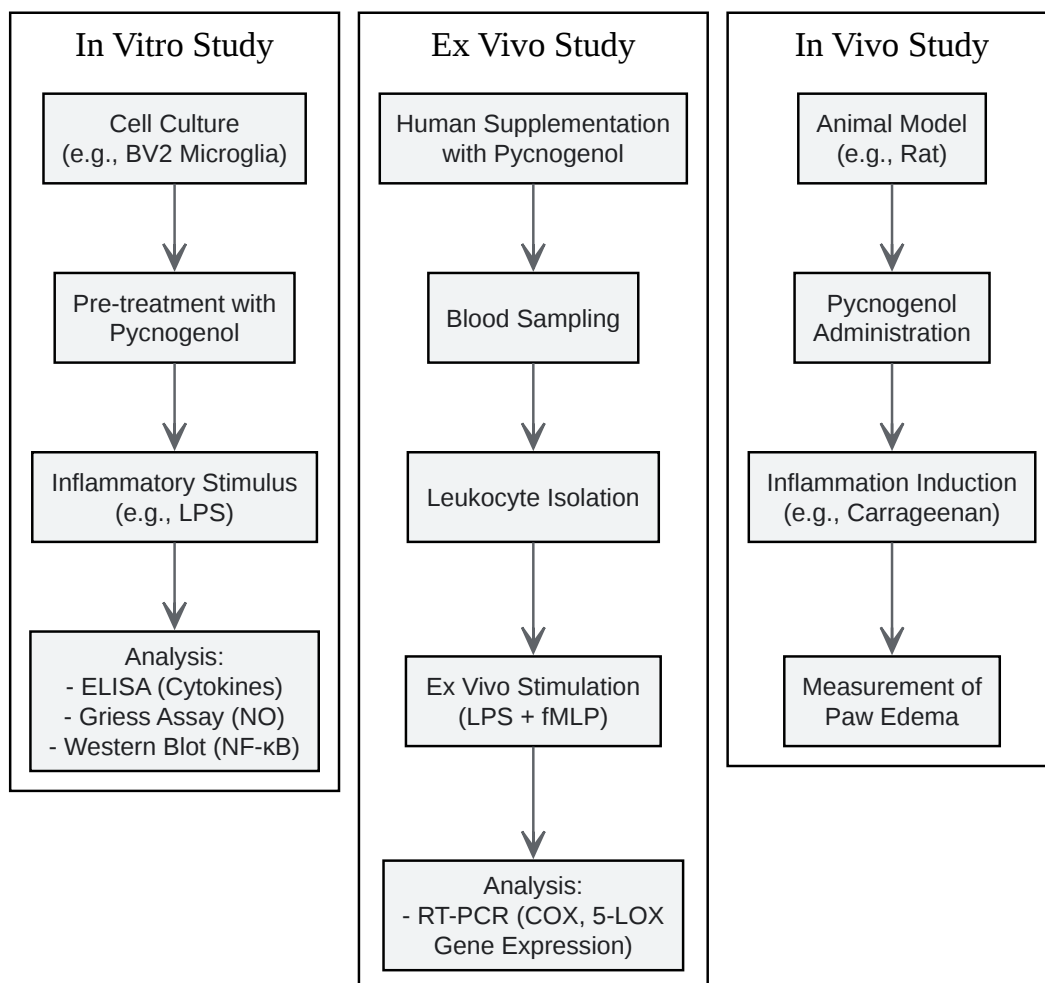 In Vitro Study
Cell Culture
(e.g., BV2 Microglia)
Pre-treatment with
Pycnogenol
Inflammatory Stimulus
(e.g., LPS)
Analysis:
- ELISA (Cytokines)
- Griess Assay (NO)
- Western Blot (NF-κB)
Ex Vivo Study
Human Supplementation
with Pycnogenol
Blood Sampling
Leukocyte Isolation
Ex Vivo Stimulation
(LPS + fMLP)
Analysis:
- RT-PCR (COX, 5-LOX
Gene Expression)
In Vivo Study
Animal Model
(e.g., Rat)
Pycnogenol
Administration
Inflammation Induction
(e.g., Carrageenan)
Measurement of
Paw Edema